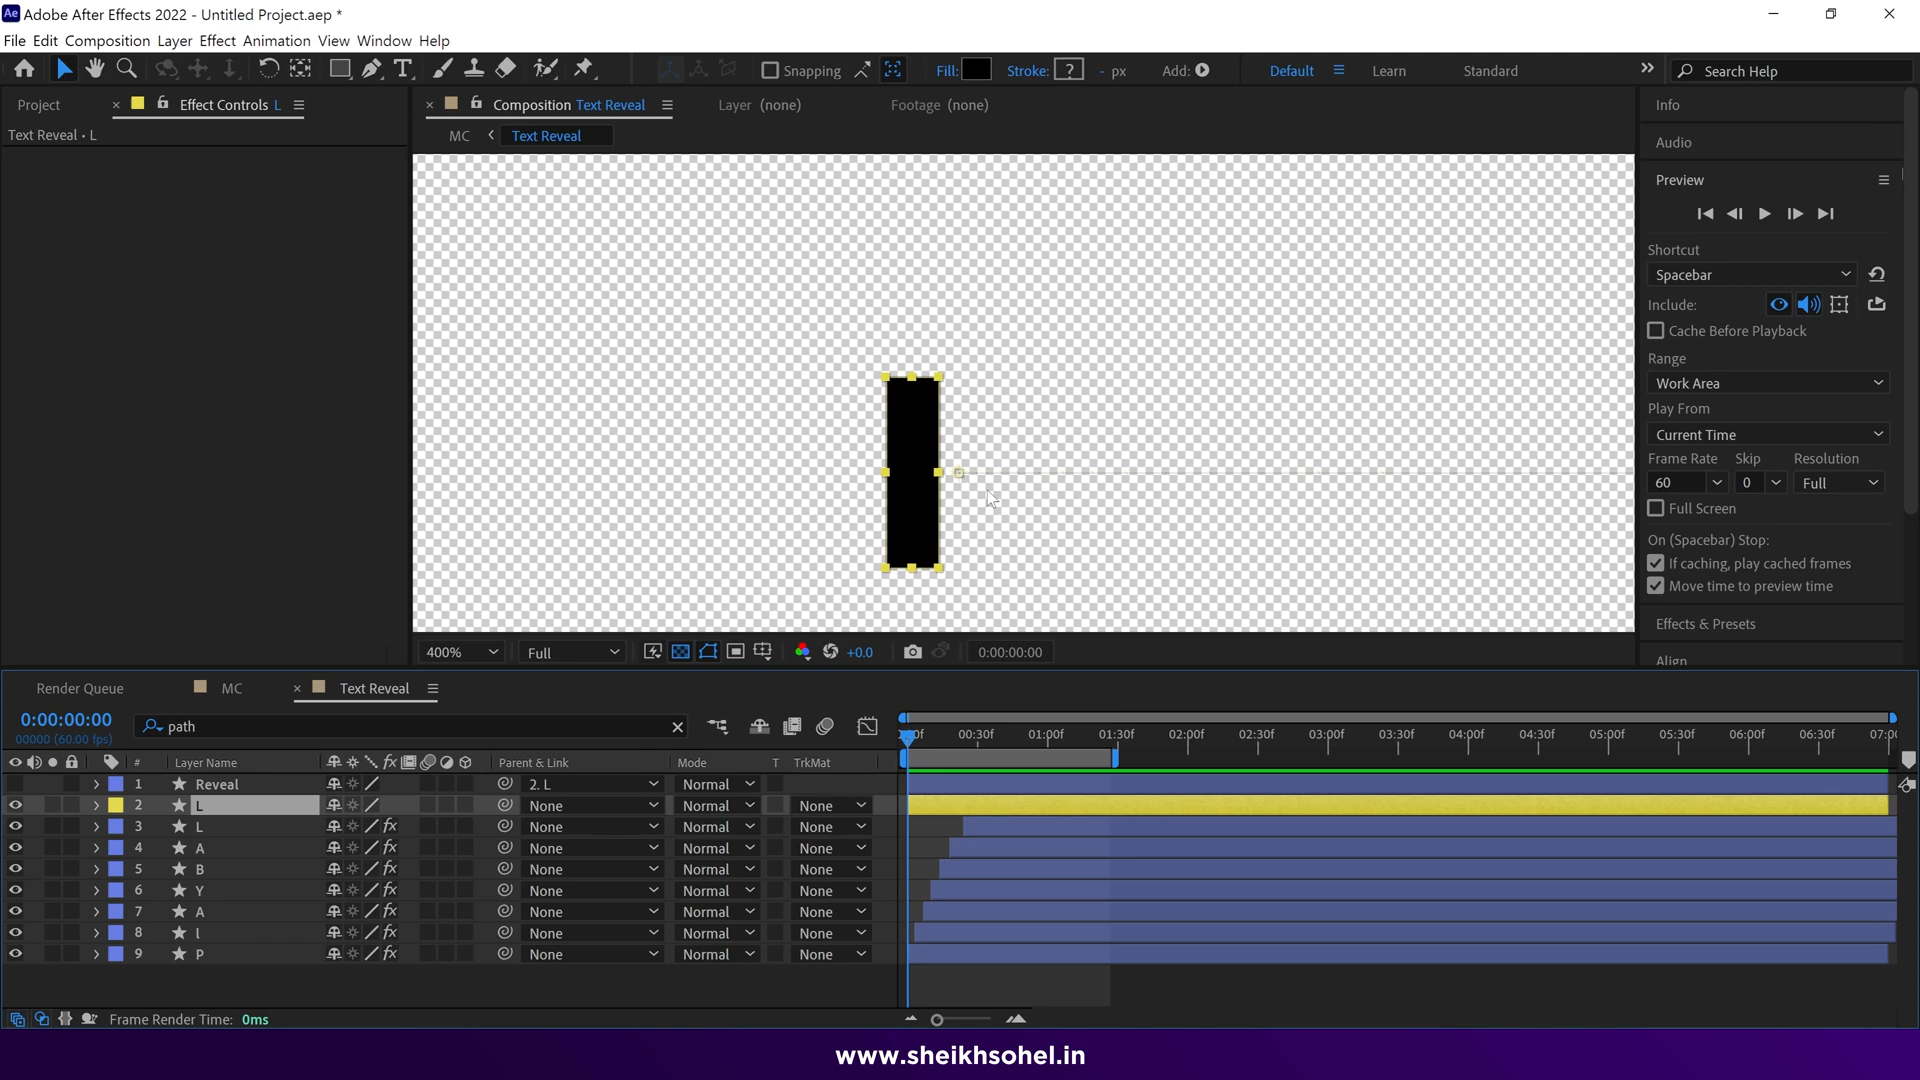 Ae Adobe After Effects 2022 - Untitled Project.aep *
File Edit Composition Layer Effect Animation View Window Help
Snapping Fill: Stroke: ? - px Add: Default Learn Standard Search Help
Project Effect Controls L Composition Text Reveal Layer (none) Footage (none) Info
Text Reveal • L MC Text Reveal
Audio
Preview
Shortcut
Spacebar
Include:
Cache Before Playback
Range
Work Area
Play From
Current Time
Frame Rate Skip Resolution
60 0 Full
Full Screen
On (Spacebar) Stop:
If caching, play cached frames
Move time to preview time
Effects & Presets
Align
400% Full +0.0 0:00:00:00
Render Queue MC Text Reveal
0:00:00:00
00000 (60.00 fps)
path
00:30f 01:00f 01:30f 02:00f 02:30f 03:00f 03:30f 04:00f 04:30f 05:00f 05:30f 06:00f 06:30f
# Layer Name Parent & Link Mode T TrkMat
1 Reveal 2. L Normal
2 L None Normal None
3 L fx None Normal None
4 A fx None Normal None
5 B fx None Normal None
6 Y fx None Normal None
7 A fx None Normal None
8 l fx None Normal None
9 P fx None Normal None
Frame Render Time: 0ms
www.sheikhsohel.in